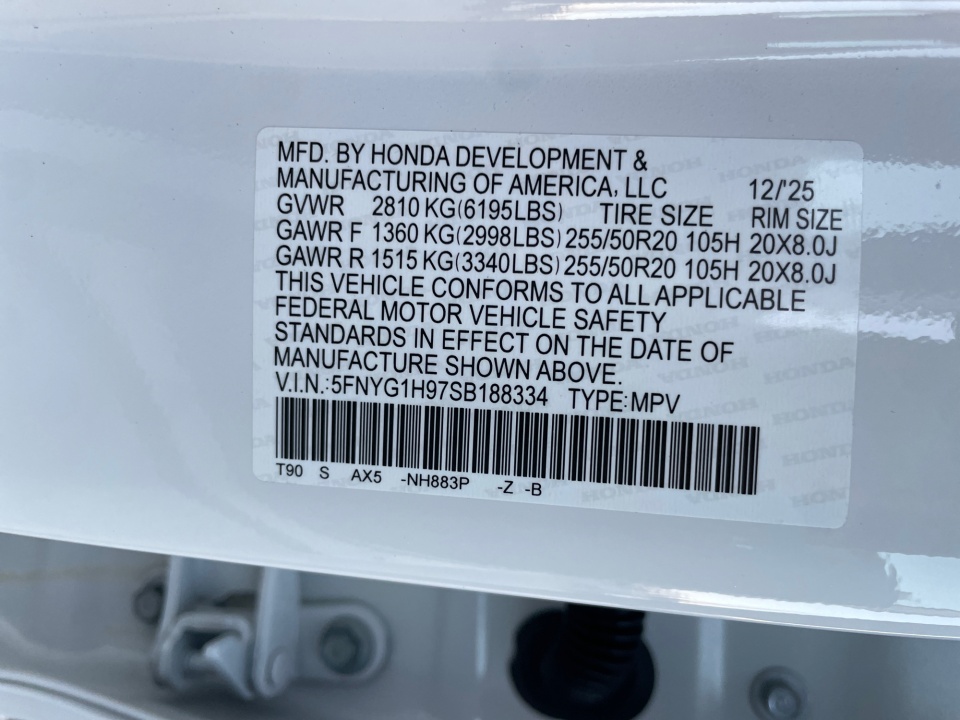 MFD. BY HONDA DEVELOPMENT &
MANUFACTURING OF AMERICA, LLC 12/'25
GVWR 2810 KG(6195LBS) TIRE SIZE RIM SIZE
GAWR F 1360 KG(2998LBS) 255/50R20 105H 20X8.0J
GAWR R 1515 KG(3340LBS) 255/50R20 105H 20X8.0J
THIS VEHICLE CONFORMS TO ALL APPLICABLE
FEDERAL MOTOR VEHICLE SAFETY
STANDARDS IN EFFECT ON THE DATE OF
MANUFACTURE SHOWN ABOVE.
V.I.N.:5FNYG1H97SB188334 TYPE:MPV
T90 S AX5 -NH883P -Z -B